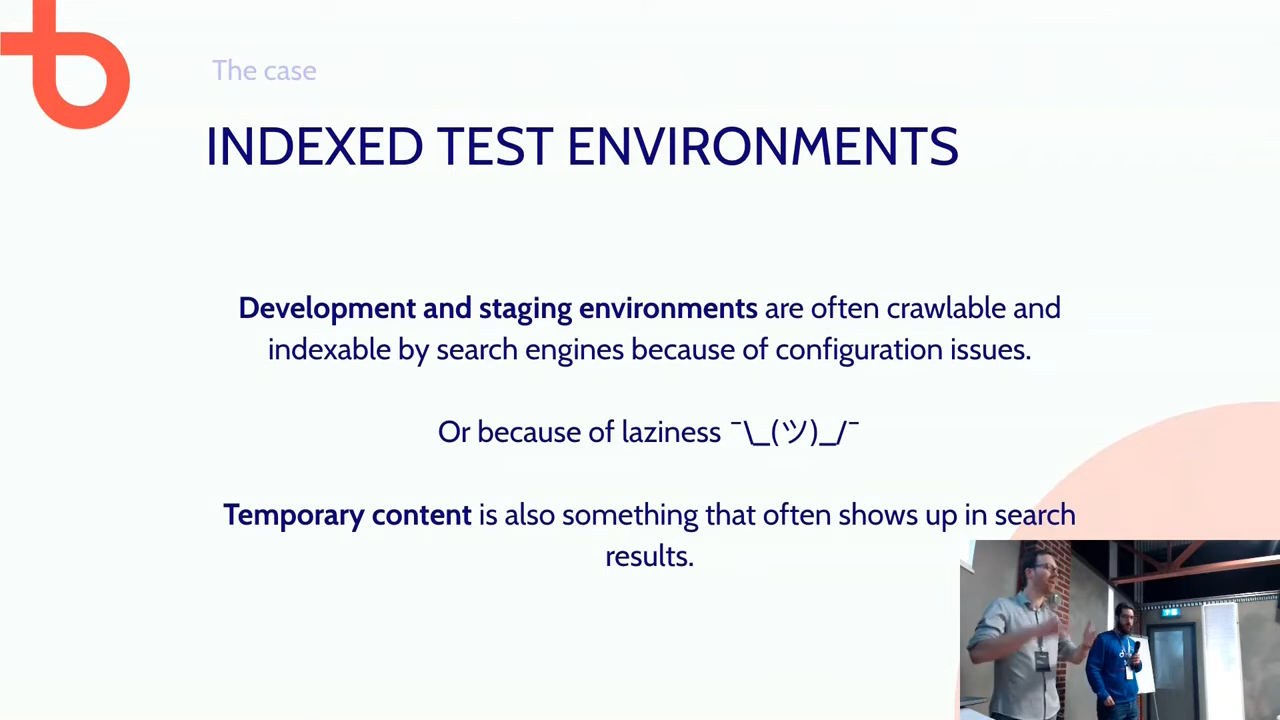 The case
INDEXED TEST ENVIRONMENTS
Development and staging environments are often crawlable and
indexable by search engines because of configuration issues.
Or because of laziness ¯\_(ツ)_/¯
Temporary content is also something that often shows up in search
results.